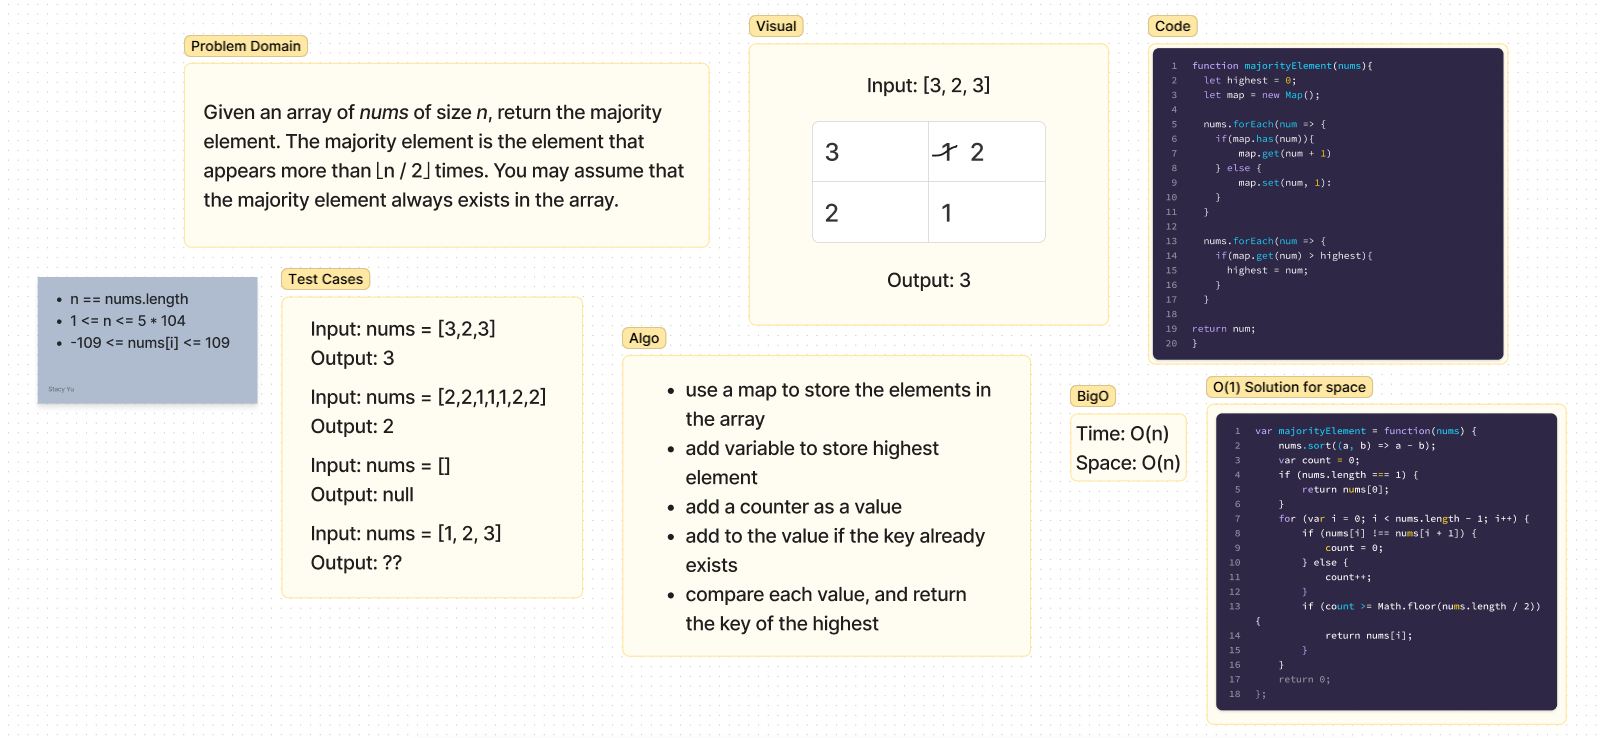 Problem Domain
Given an array of nums of size n, return the majority
element. The majority element is the element that
appears more than ⌊n / 2⌋ times. You may assume that
the majority element always exists in the array.
• n == nums.length
• 1 <= n <= 5 * 104
• -109 <= nums[i] <= 109
Stacy Yu
Test Cases
Input: nums = [3,2,3]
Output: 3
Input: nums = [2,2,1,1,1,2,2]
Output: 2
Input: nums = []
Output: null
Input: nums = [1, 2, 3]
Output: ??
Visual
Input: [3, 2, 3]
3 1 2
2 1
Output: 3
Algo
• use a map to store the elements in
the array
• add variable to store highest
element
• add a counter as a value
• add to the value if the key already
exists
• compare each value, and return
the key of the highest
Code
1 function majorityElement(nums){
2 let highest = 0;
3 let map = new Map();
4
5 nums.forEach(num => {
6 if(map.has(num)){
7 map.get(num + 1)
8 } else {
9 map.set(num, 1):
10 }
11 }
12
13 nums.forEach(num => {
14 if(map.get(num) > highest){
15 highest = num;
16 }
17 }
18
19 return num;
20 }
BigO
Time: O(n)
Space: O(n)
O(1) Solution for space
1 var majorityElement = function(nums) {
2 nums.sort((a, b) => a - b);
3 var count = 0;
4 if (nums.length === 1) {
5 return nums[0];
6 }
7 for (var i = 0; i < nums.length - 1; i++) {
8 if (nums[i] !== nums[i + 1]) {
9 count = 0;
10 } else {
11 count++;
12 }
13 if (count >= Math.floor(nums.length / 2))
{
14 return nums[i];
15 }
16 }
17 return 0;
18 };